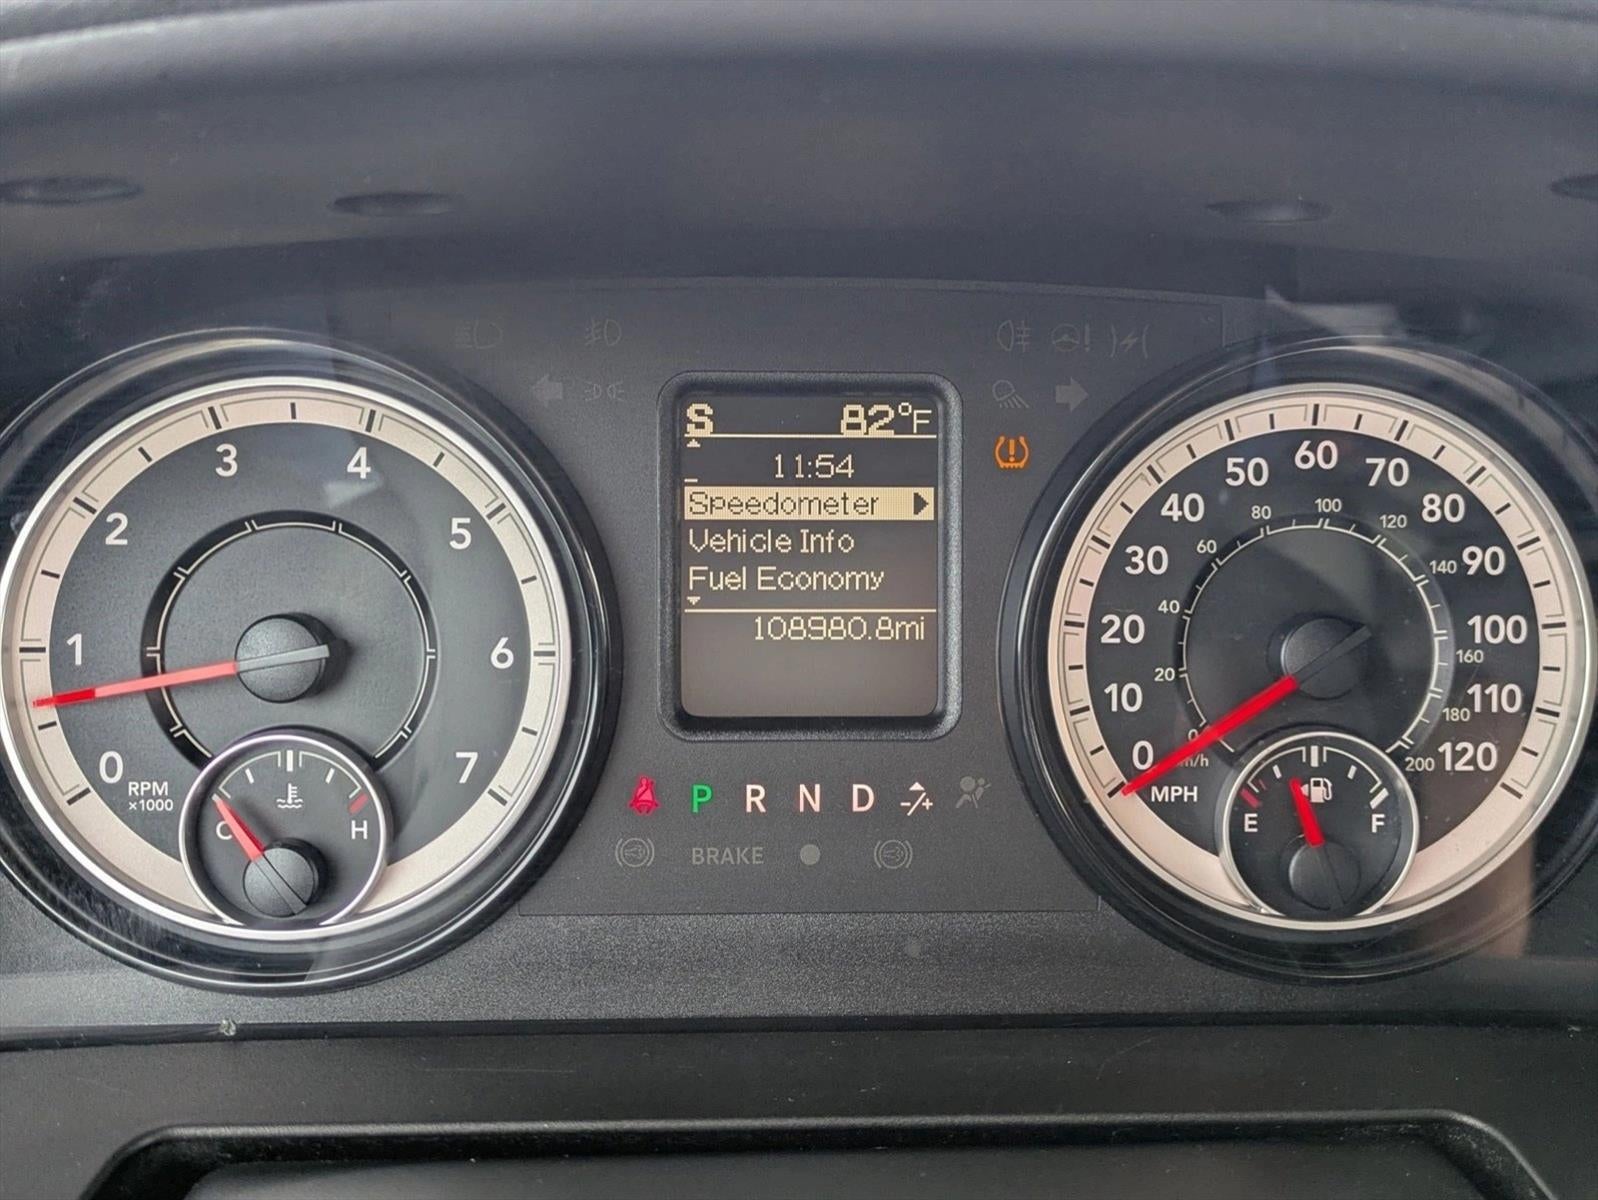 S 82°F
11:54
Speedometer
Vehicle Info
Fuel Economy
108980.8mi
0 1 2 3 4 5 6 7
RPM
x1000
C H
P R N D -/+
BRAKE
0 10 20 30 40 50 60 70 80 90 100 110 120
MPH
0 20 40 60 80 100 120 140 160 180 200
E F